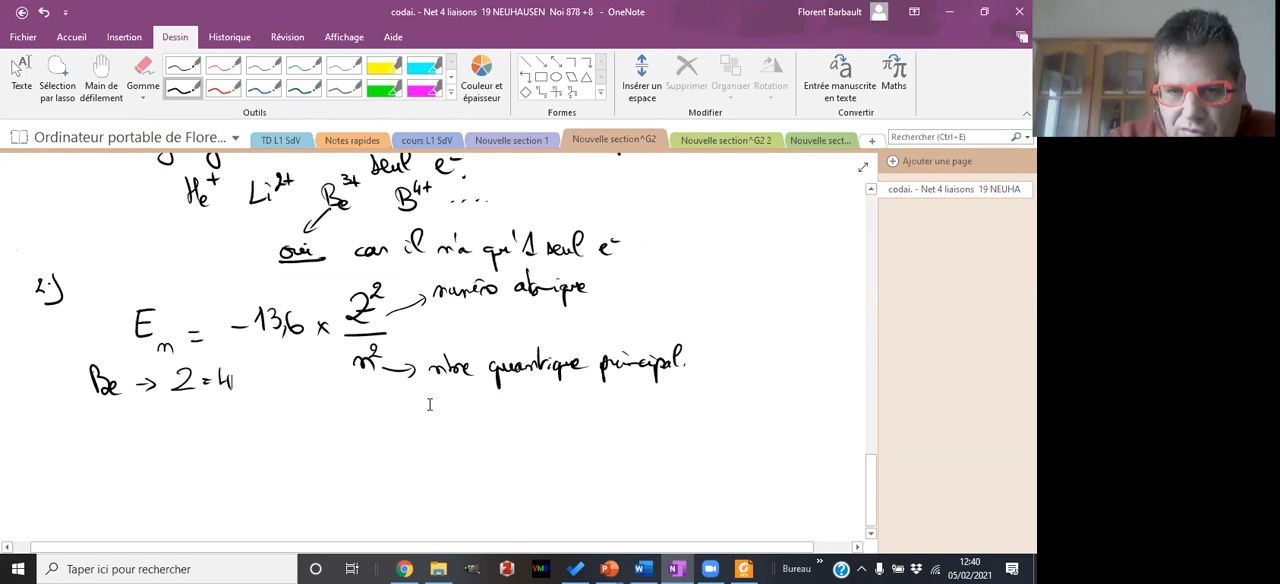 codai. - Net 4 liaisons 19 NEUHAUSEN Noi 878 +8 - OneNote
Florent Barbault
Fichier Accueil Insertion Dessin Historique Révision Affichage Aide
Texte
Sélection par lasso
Main de défilement
Gomme
Couleur et épaisseur
Insérer un espace
Supprimer
Organiser
Rotation
Entrée manuscrite en texte
Maths
Outils Formes Modifier Convertir
Ordinateur portable de Flore...
TD L1 SdV Notes rapides cours L1 SdV Nouvelle section 1 Nouvelle section^G2 Nouvelle section^G2 2 Nouvelle sect...
Rechercher (Ctrl+E)
Ajouter une page
codai. - Net 4 liaisons 19 NEUHA
seul e-
He+ Li2+ Be3+ B4+ ....
oui car il n'a qu'1 seul e-
2.)
En = -13,6 x Z²/n²
numéro atomique
nbre quantique principal.
Be → Z = 4
Taper ici pour rechercher
Bureau
12:40
05/02/2021